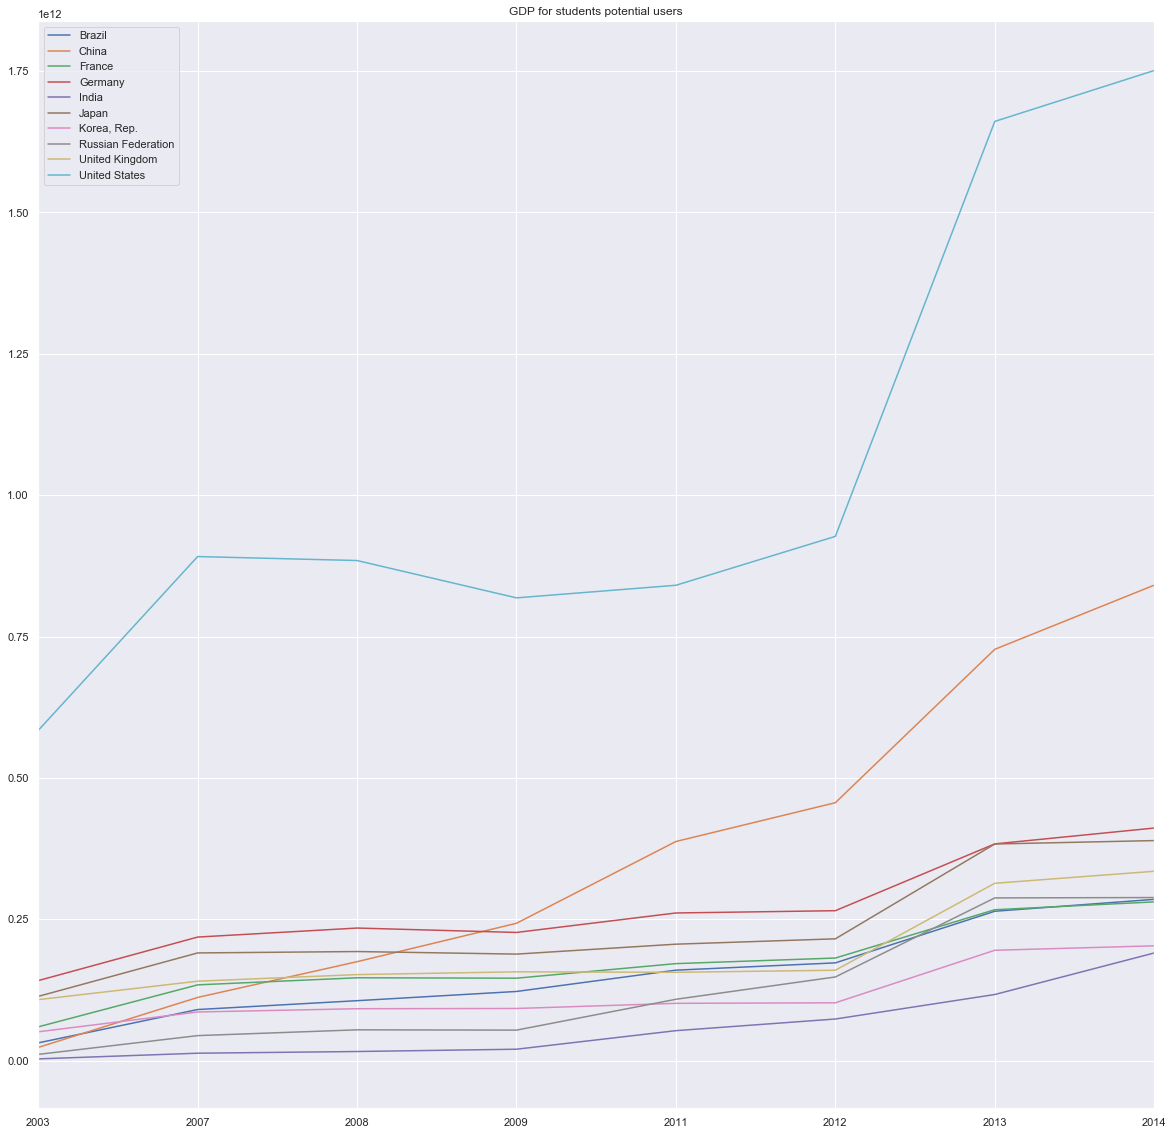 GDP for students potential users
1e12
Brazil
China
France
Germany
India
Japan
Korea, Rep.
Russian Federation
United Kingdom
United States
1.75
1.50
1.25
1.00
0.75
0.50
0.25
0.00
2003 2007 2008 2009 2011 2012 2013 2014